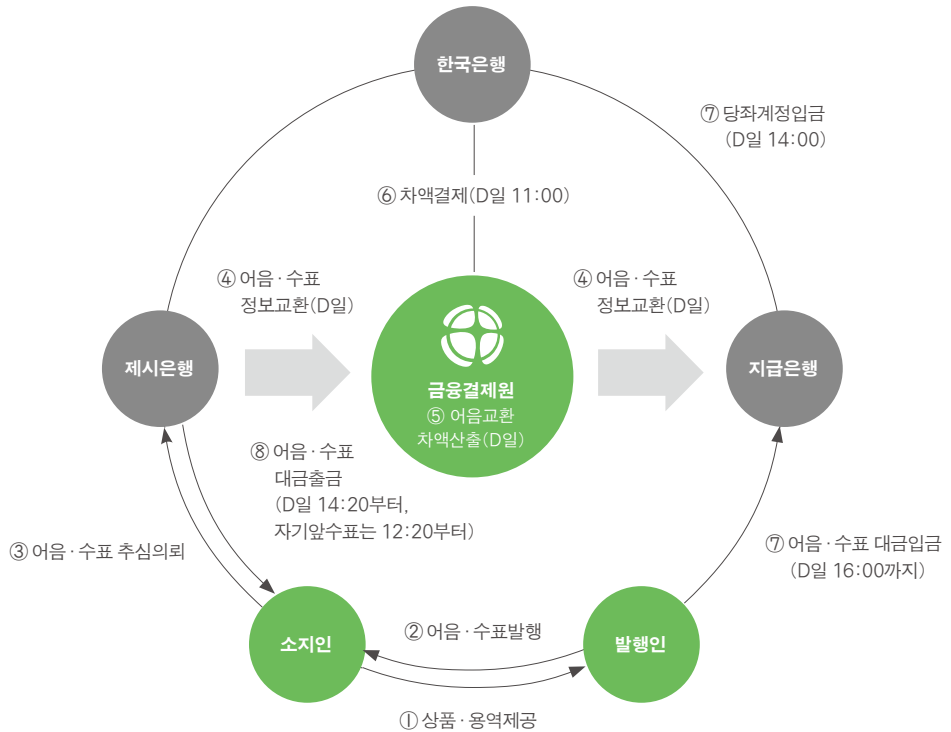 한국은행
⑦ 당좌계정입금
(D일 14:00)
⑥ 차액결제(D일 11:00)
④ 어음·수표
정보교환(D일)
④ 어음·수표
정보교환(D일)
제시은행
금융결제원
⑤ 어음교환
차액산출(D일)
지급은행
⑧ 어음·수표
대금출금
(D일 14:20부터,
자기앞수표는 12:20부터)
③ 어음·수표 추심의뢰
⑦ 어음·수표 대금입금
(D일 16:00까지)
소지인
② 어음·수표발행
발행인
① 상품·용역제공